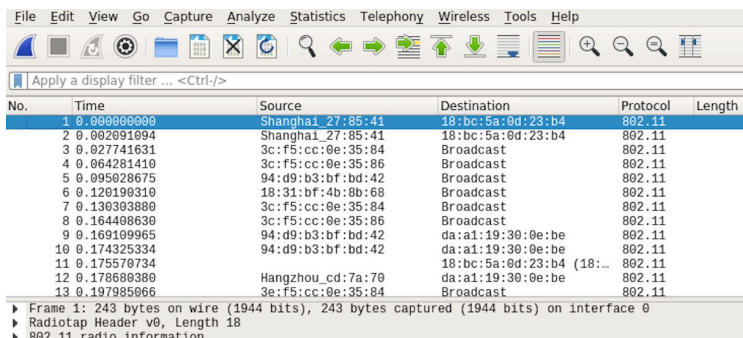 File Edit View Go Capture Analyze Statistics Telephony Wireless Tools Help
Apply a display filter ... <Ctrl-/>
No. Time Source Destination Protocol Length
1 0.000000000 Shanghai_27:85:41 18:bc:5a:0d:23:b4 802.11
2 0.002091094 Shanghai_27:85:41 18:bc:5a:0d:23:b4 802.11
3 0.027741631 3c:f5:cc:0e:35:84 Broadcast 802.11
4 0.064281410 3c:f5:cc:0e:35:86 Broadcast 802.11
5 0.095028675 94:d9:b3:bf:bd:42 Broadcast 802.11
6 0.120190310 18:31:bf:4b:8b:68 Broadcast 802.11
7 0.130303880 3c:f5:cc:0e:35:84 Broadcast 802.11
8 0.164408630 3c:f5:cc:0e:35:86 Broadcast 802.11
9 0.169109965 94:d9:b3:bf:bd:42 da:a1:19:30:0e:be 802.11
10 0.174325334 94:d9:b3:bf:bd:42 da:a1:19:30:0e:be 802.11
11 0.175570734 18:bc:5a:0d:23:b4 (18:… 802.11
12 0.178680380 Hangzhou_cd:7a:70 da:a1:19:30:0e:be 802.11
13 0.197985066 3e:f5:cc:0e:35:84 Broadcast 802.11
Frame 1: 243 bytes on wire (1944 bits), 243 bytes captured (1944 bits) on interface 0
Radiotap Header v0, Length 18
802.11 radio information